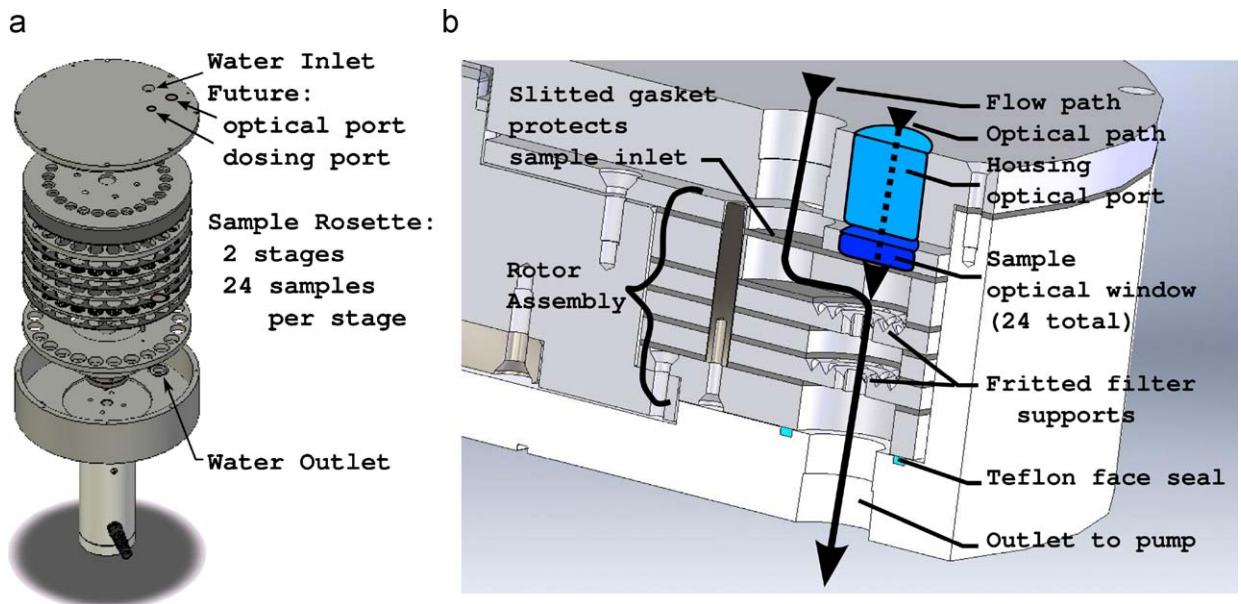 a
Water Inlet
Future:
optical port
dosing port
Sample Rosette:
2 stages
24 samples
per stage
Water Outlet
b
Slitted gasket
protects
sample inlet
Rotor
Assembly
Flow path
Optical path
Housing
optical port
Sample
optical window
(24 total)
Fritted filter
supports
Teflon face seal
Outlet to pump